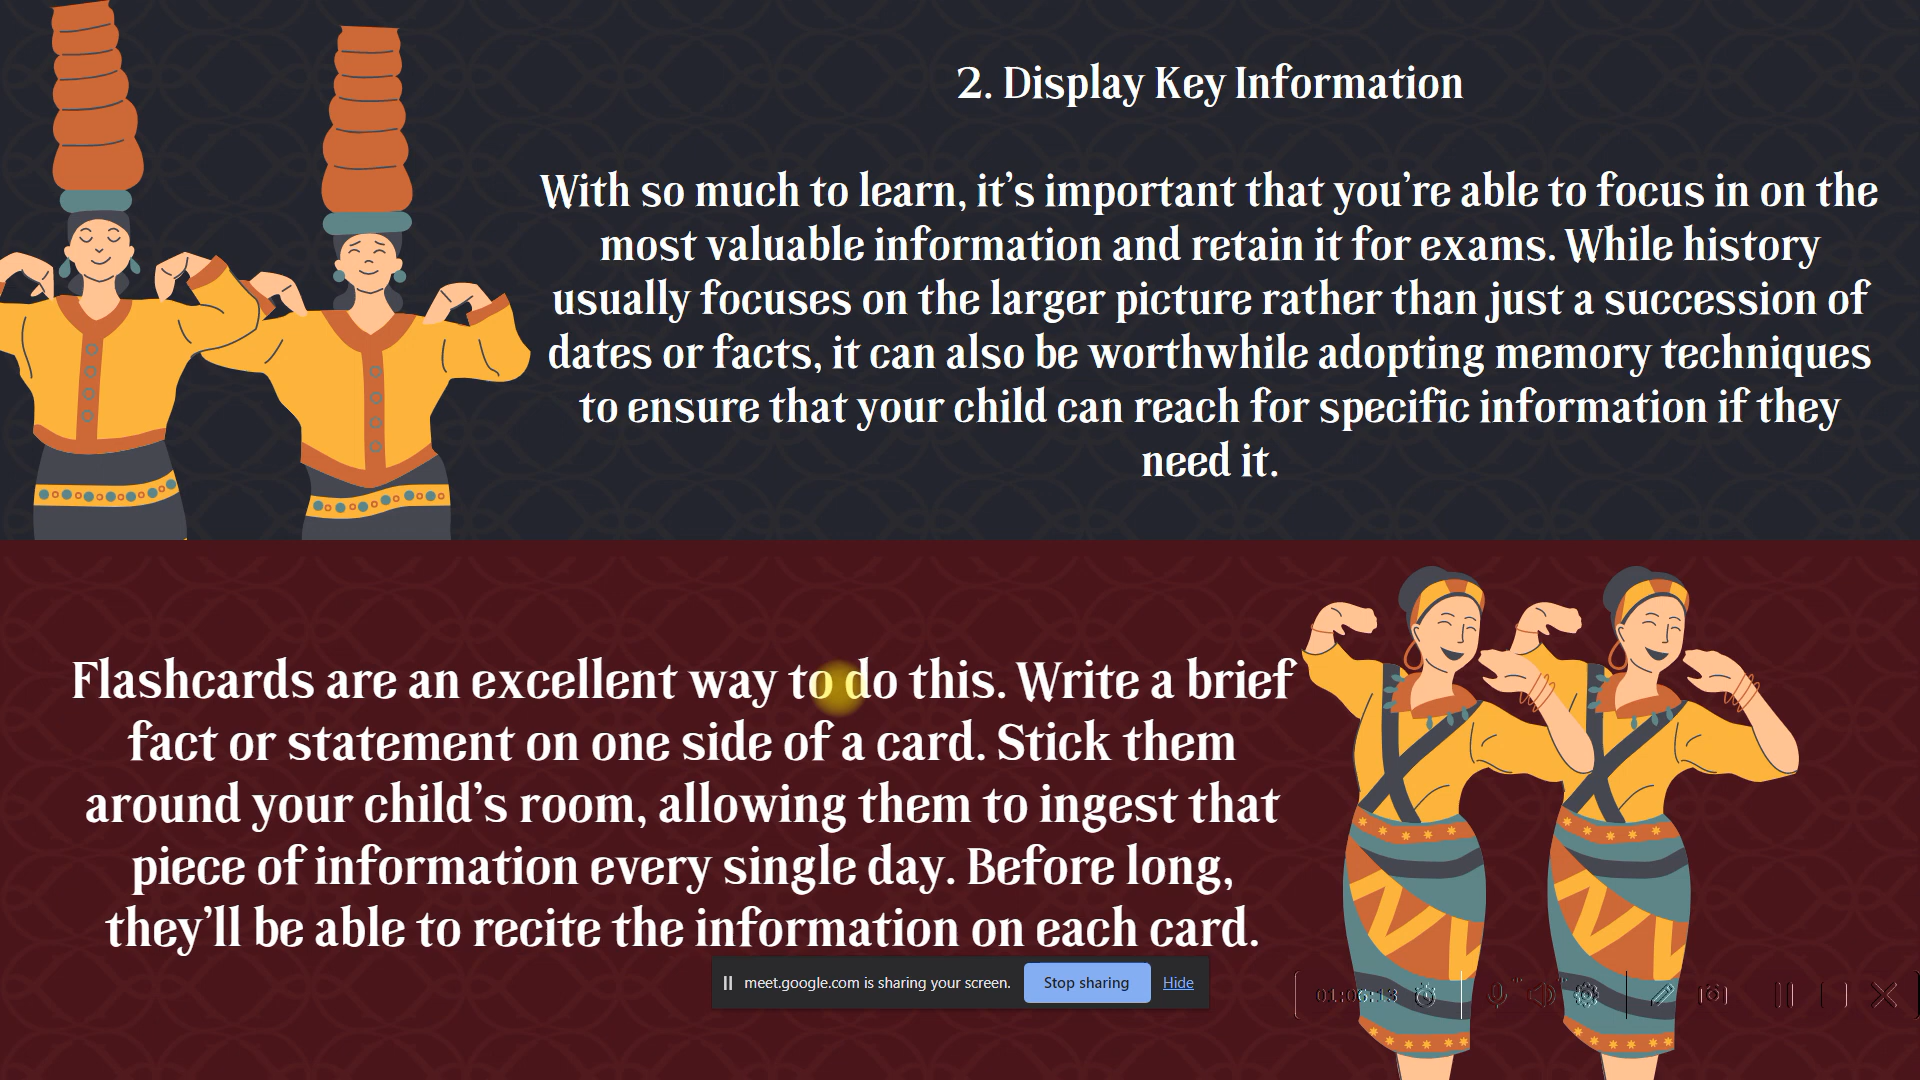 2. Display Key Information
With so much to learn, it’s important that you’re able to focus in on the
most valuable information and retain it for exams. While history
usually focuses on the larger picture rather than just a succession of
dates or facts, it can also be worthwhile adopting memory techniques
to ensure that your child can reach for specific information if they
need it.
Flashcards are an excellent way to do this. Write a brief
fact or statement on one side of a card. Stick them
around your child’s room, allowing them to ingest that
piece of information every single day. Before long,
they’ll be able to recite the information on each card.
meet.google.com is sharing your screen. Stop sharing Hide
01:06:13